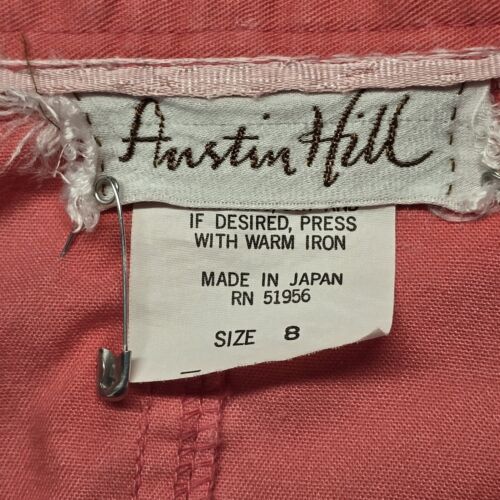 Austin Hill
IF DESIRED, PRESS
WITH WARM IRON
MADE IN JAPAN
RN 51956
SIZE 8